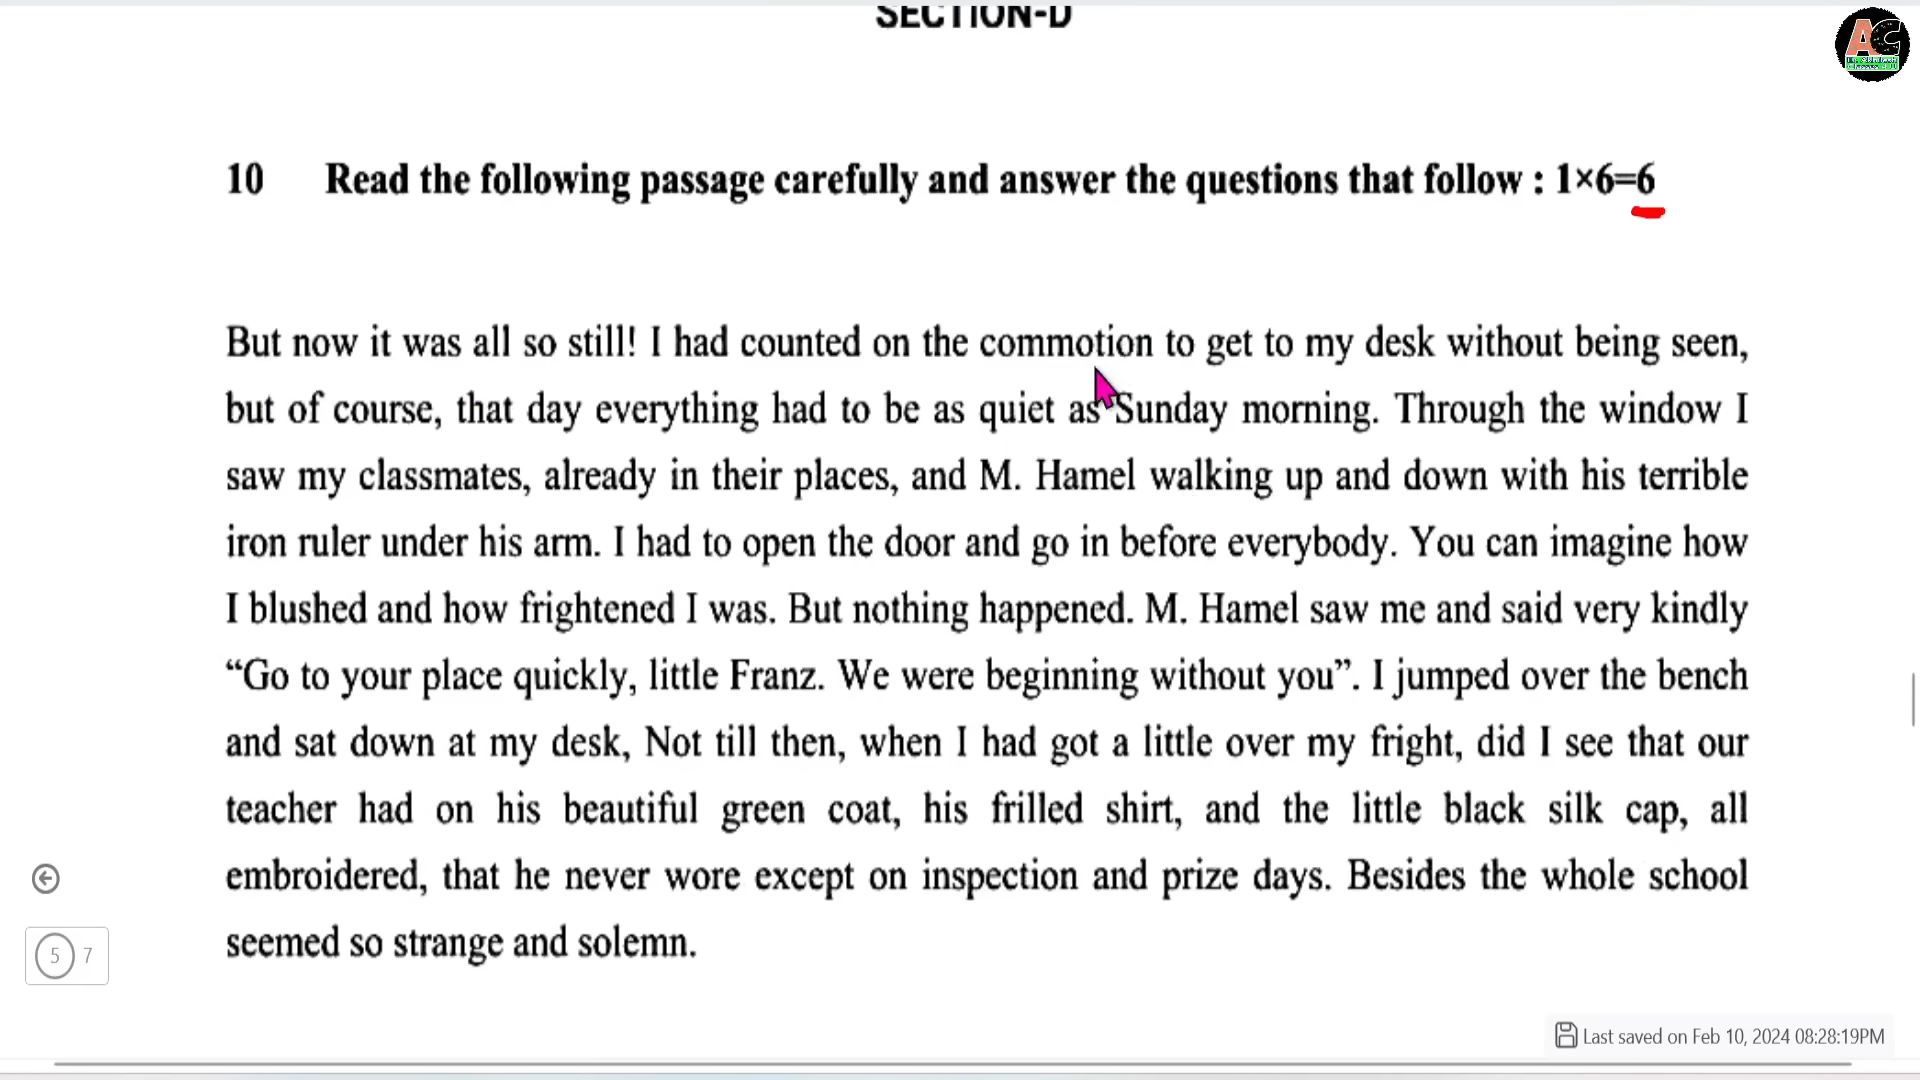 SECTION-D
AC
10 Read the following passage carefully and answer the questions that follow : 1×6=6
But now it was all so still! I had counted on the commotion to get to my desk without being seen,
but of course, that day everything had to be as quiet as Sunday morning. Through the window I
saw my classmates, already in their places, and M. Hamel walking up and down with his terrible
iron ruler under his arm. I had to open the door and go in before everybody. You can imagine how
I blushed and how frightened I was. But nothing happened. M. Hamel saw me and said very kindly
“Go to your place quickly, little Franz. We were beginning without you”. I jumped over the bench
and sat down at my desk, Not till then, when I had got a little over my fright, did I see that our
teacher had on his beautiful green coat, his frilled shirt, and the little black silk cap, all
embroidered, that he never wore except on inspection and prize days. Besides the whole school
seemed so strange and solemn.
5 7
Last saved on Feb 10, 2024 08:28:19PM